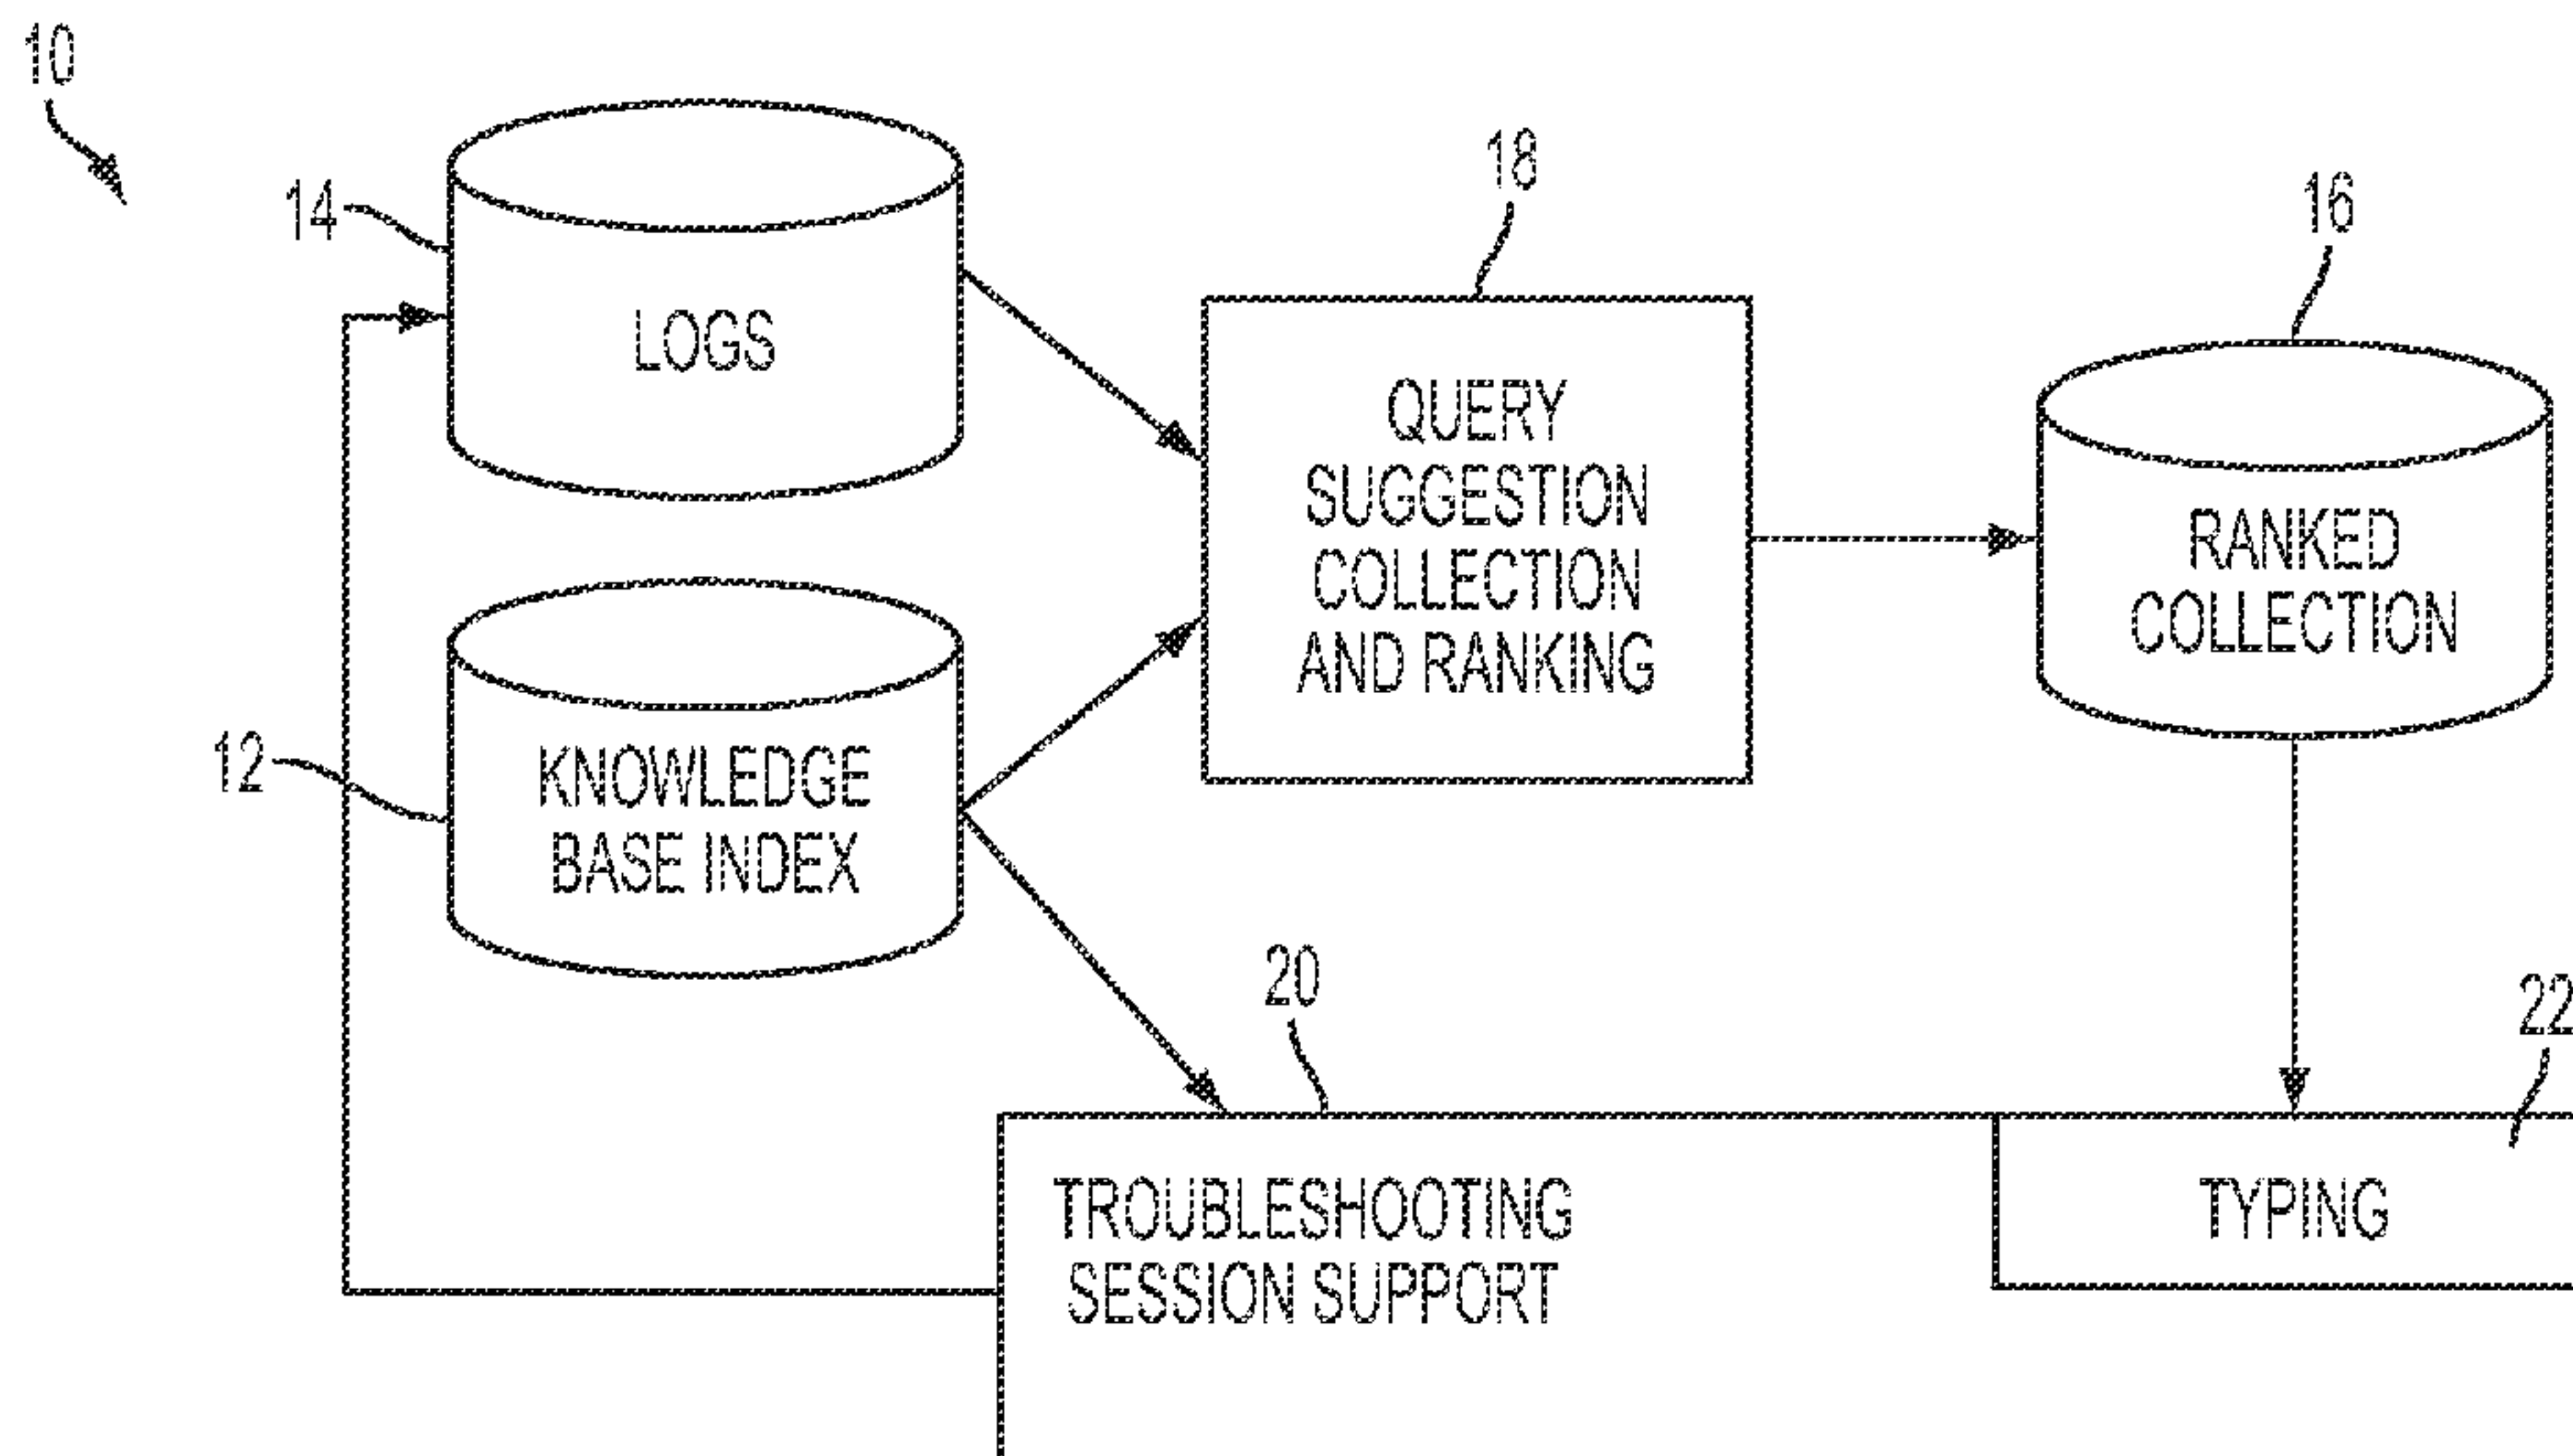 10
14
LOGS
18
16
QUERY
SUGGESTION
COLLECTION
AND RANKING
RANKED
COLLECTION
12
KNOWLEDGE
BASE INDEX
20
22
TROUBLESHOOTING
SESSION SUPPORT
TYPING